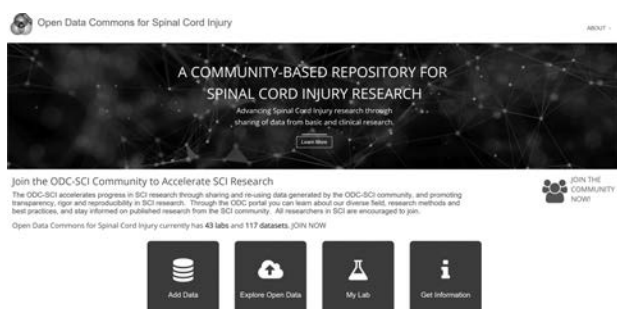 Open Data Commons for Spinal Cord Injury
ABOUT
A COMMUNITY-BASED REPOSITORY FOR
SPINAL CORD INJURY RESEARCH
Advancing Spinal Cord Injury research through
sharing of data from basic and clinical research.
Learn More
Join the ODC-SCI Community to Accelerate SCI Research
JOIN THE
COMMUNITY
NOW!
The ODC-SCI accelerates progress in SCI research through sharing and re-using data generated by the ODC-SCI community, and promoting
transparency, rigor and reproducibility in SCI research. Through the ODC portal you can learn about our diverse field, research methods and
best practices, and stay informed on published research from the SCI community. All researchers in SCI are encouraged to join.
Open Data Commons for Spinal Cord Injury currently has 43 labs and 117 datasets. JOIN NOW
Add Data
Explore Open Data
My Lab
Get Information